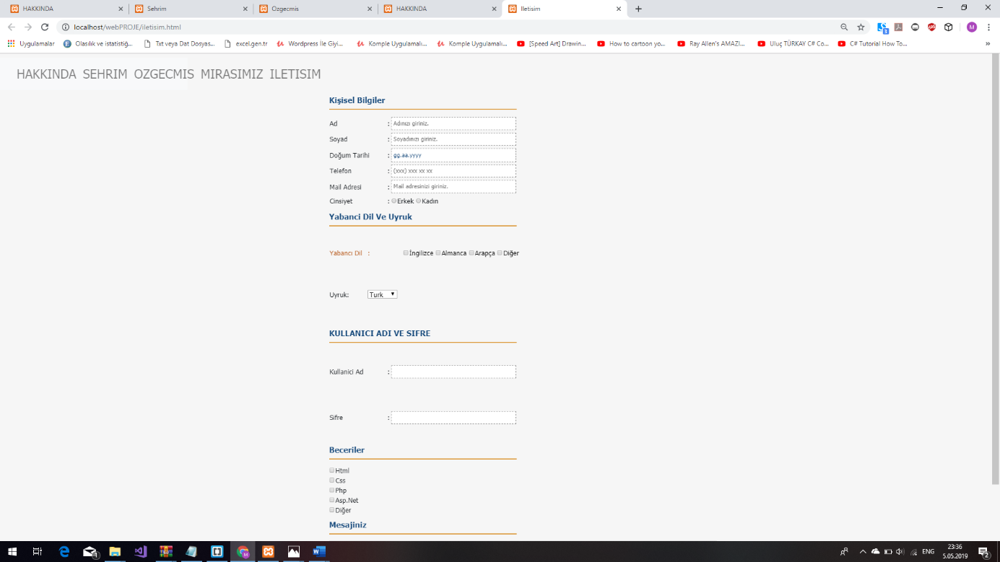 HAKKINDA Sehrim Ozgecmis HAKKINDA Iletisim
localhost/webPROJE/iletisim.html
Uygulamalar Olasılık ve istatistiğ... Txt veya Dat Dosyas... excel.gen.tr Wordpress İle Giyi... Komple Uygulamalı... Komple Uygulamalı... [Speed Art] Drawin... How to cartoon yo... Ray Allen's AMAZI... Uluç TÜRKAY C# Co... C# Tutorial How To... »
HAKKINDA SEHRIM OZGECMIS MIRASIMIZ ILETISIM
Kişisel Bilgiler
Ad : Adınızı giriniz.
Soyad : Soyadınızı giriniz.
Doğum Tarihi : gg.aa.yyyy
Telefon : (xxx) xxx xx xx
Mail Adresi : Mail adresinizi giriniz.
Cinsiyet : Erkek Kadın
Yabanci Dil Ve Uyruk
Yabancı Dil : İngilizce Almanca Arapça Diğer
Uyruk: Turk
KULLANICI ADI VE SIFRE
Kullanici Ad :
Sifre :
Beceriler
Html
Css
Php
Asp.Net
Diğer
Mesajiniz
ENG
23:36
5.05.2019